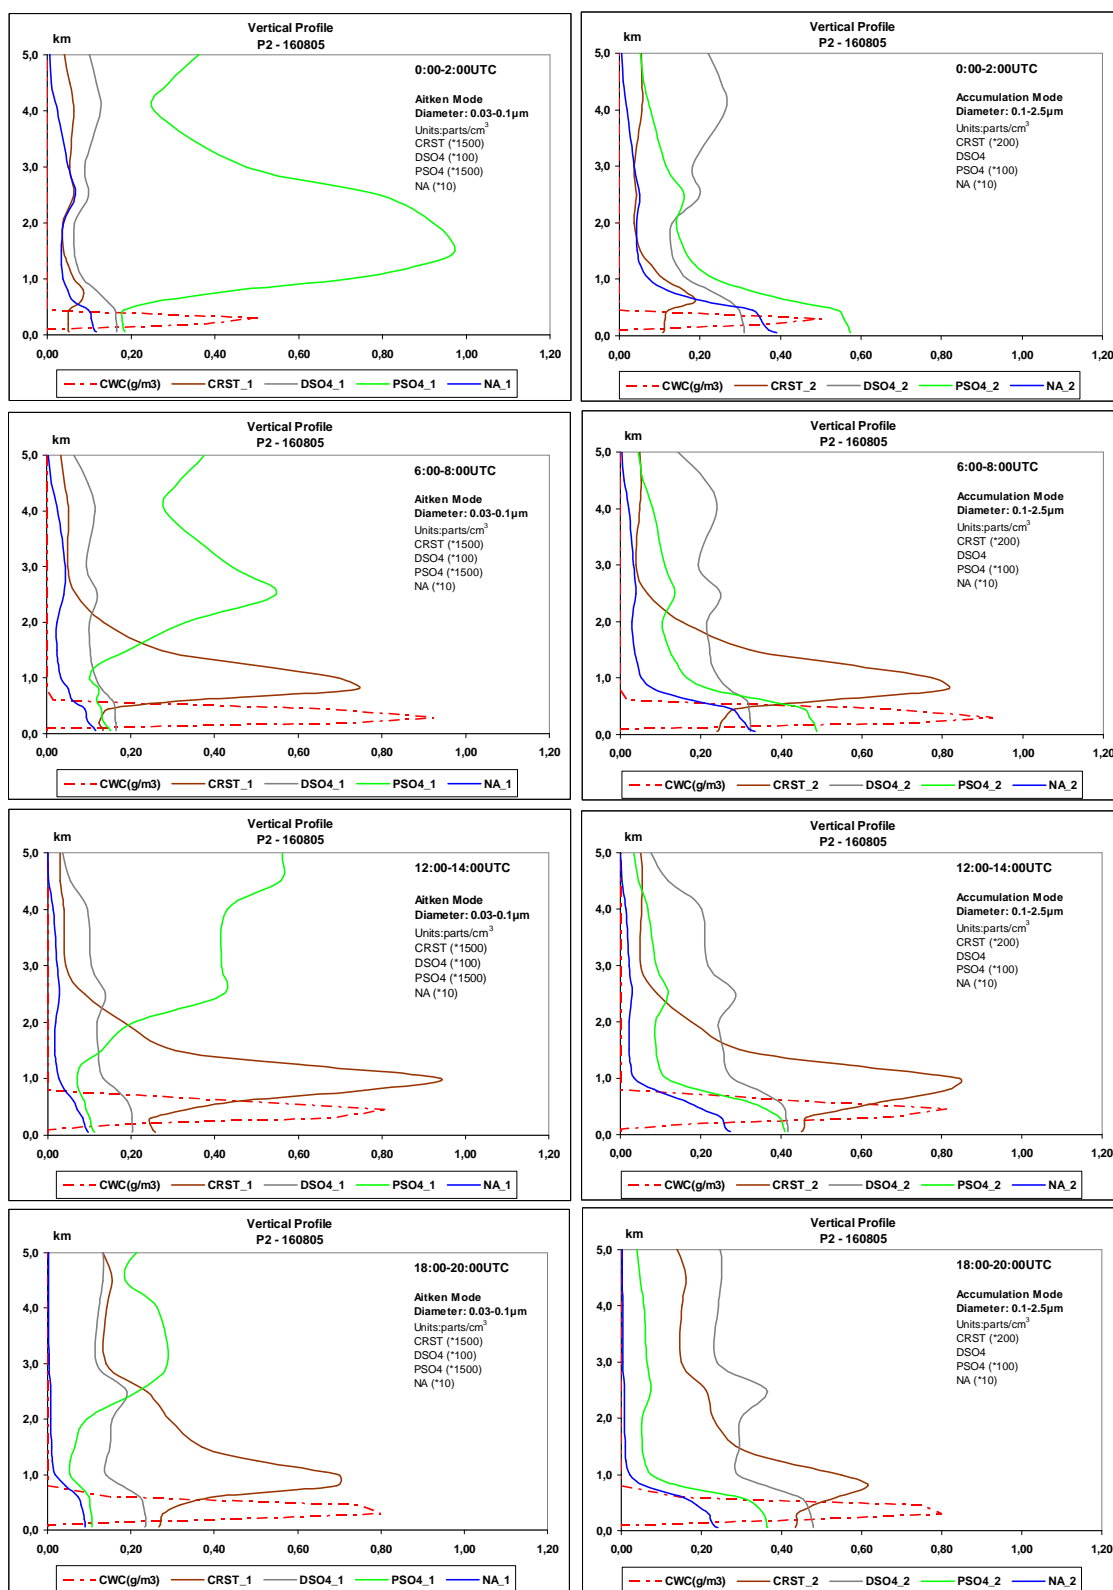 Vertical Profile
P2 - 160805
km
0:00-2:00UTC
Aitken Mode
Diameter: 0.03-0.1µm
Units:parts/cm³
CRST (*1500)
DSO4 (*100)
PSO4 (*1500)
NA (*10)
5,0
4,0
3,0
2,0
1,0
0,0
0,00 0,20 0,40 0,60 0,80 1,00 1,20
CWC(g/m3) CRST_1 DSO4_1 PSO4_1 NA_1
Vertical Profile
P2 - 160805
km
0:00-2:00UTC
Accumulation Mode
Diameter: 0.1-2.5µm
Units:parts/cm³
CRST (*200)
DSO4
PSO4 (*100)
NA (*10)
5,0
4,0
3,0
2,0
1,0
0,0
0,00 0,20 0,40 0,60 0,80 1,00 1,20
CWC(g/m3) CRST_2 DSO4_2 PSO4_2 NA_2
Vertical Profile
P2 - 160805
km
6:00-8:00UTC
Aitken Mode
Diameter: 0.03-0.1µm
Units:parts/cm³
CRST (*1500)
DSO4 (*100)
PSO4 (*1500)
NA (*10)
5,0
4,0
3,0
2,0
1,0
0,0
0,00 0,20 0,40 0,60 0,80 1,00 1,20
CWC(g/m3) CRST_1 DSO4_1 PSO4_1 NA_1
Vertical Profile
P2 - 160805
km
6:00-8:00UTC
Accumulation Mode
Diameter: 0.1-2.5µm
Units:parts/cm³
CRST (*200)
DSO4
PSO4 (*100)
NA (*10)
5,0
4,0
3,0
2,0
1,0
0,0
0,00 0,20 0,40 0,60 0,80 1,00 1,20
CWC(g/m3) CRST_2 DSO4_2 PSO4_2 NA_2
Vertical Profile
P2 - 160805
km
12:00-14:00UTC
Aitken Mode
Diameter: 0.03-0.1µm
Units:parts/cm³
CRST (*1500)
DSO4 (*100)
PSO4 (*1500)
NA (*10)
5,0
4,0
3,0
2,0
1,0
0,0
0,00 0,20 0,40 0,60 0,80 1,00 1,20
CWC(g/m3) CRST_1 DSO4_1 PSO4_1 NA_1
Vertical Profile
P2 - 160805
km
12:00-14:00UTC
Accumulation Mode
Diameter: 0.1-2.5µm
Units:parts/cm³
CRST (*200)
DSO4
PSO4 (*100)
NA (*10)
5,0
4,0
3,0
2,0
1,0
0,0
0,00 0,20 0,40 0,60 0,80 1,00 1,20
CWC(g/m3) CRST_2 DSO4_2 PSO4_2 NA_2
Vertical Profile
P2 - 160805
km
18:00-20:00UTC
Aitken Mode
Diameter: 0.03-0.1µm
Units:parts/cm³
CRST (*1500)
DSO4 (*100)
PSO4 (*1500)
NA (*10)
5,0
4,0
3,0
2,0
1,0
0,0
0,00 0,20 0,40 0,60 0,80 1,00 1,20
CWC(g/m3) CRST_1 DSO4_1 PSO4_1 NA_1
Vertical Profile
P2 - 160805
km
18:00-20:00UTC
Accumulation Mode
Diameter: 0.1-2.5µm
Units:parts/cm³
CRST (*200)
DSO4
PSO4 (*100)
NA (*10)
5,0
4,0
3,0
2,0
1,0
0,0
0,00 0,20 0,40 0,60 0,80 1,00 1,20
CWC(g/m3) CRST_2 DSO4_2 PSO4_2 NA_2